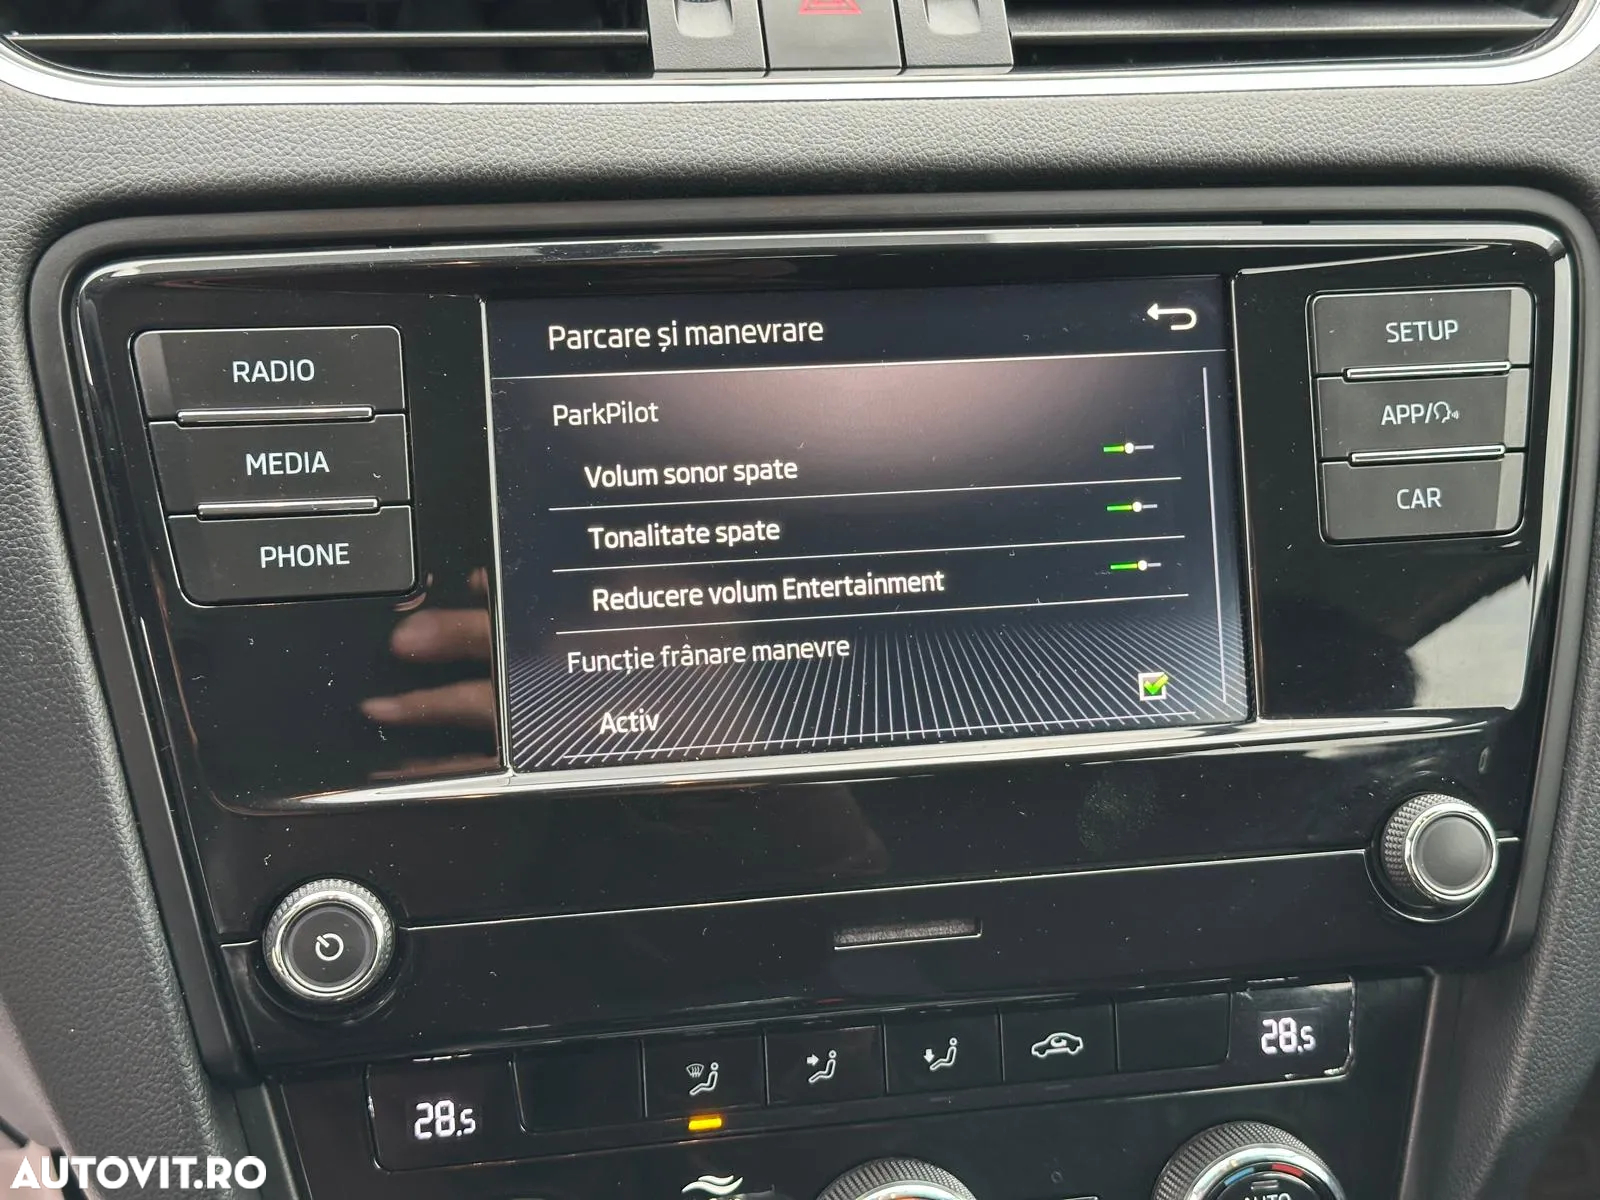 Parcare și manevrare
RADIO
MEDIA
PHONE
ParkPilot
Volum sonor spate
Tonalitate spate
Reducere volum Entertainment
Funcție frânare manevre
Activ
SETUP
APP/
CAR
28.5
28.5
AUTO
AUTOVIT.RO